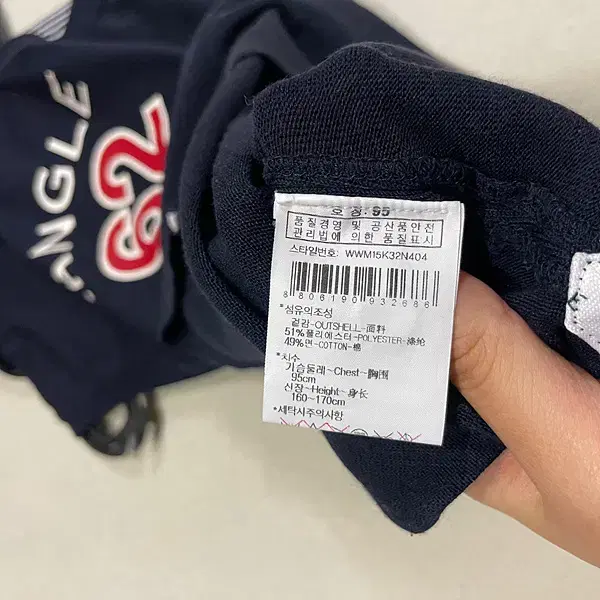 ANGLE
62
호칭:95
품질경영 및 공산품안전
관리법에 의한 품질표시
스타일번호: WWM15K32N404
8806190932686
*섬유의조성
겉감-OUTSHELL-面料
51%폴리에스터-POLYESTER-涤纶
49%면-COTTON-棉
*치수
가슴둘레-Chest-胸围
95cm
신장-Height-身长
160~170cm
*세탁시주의사항